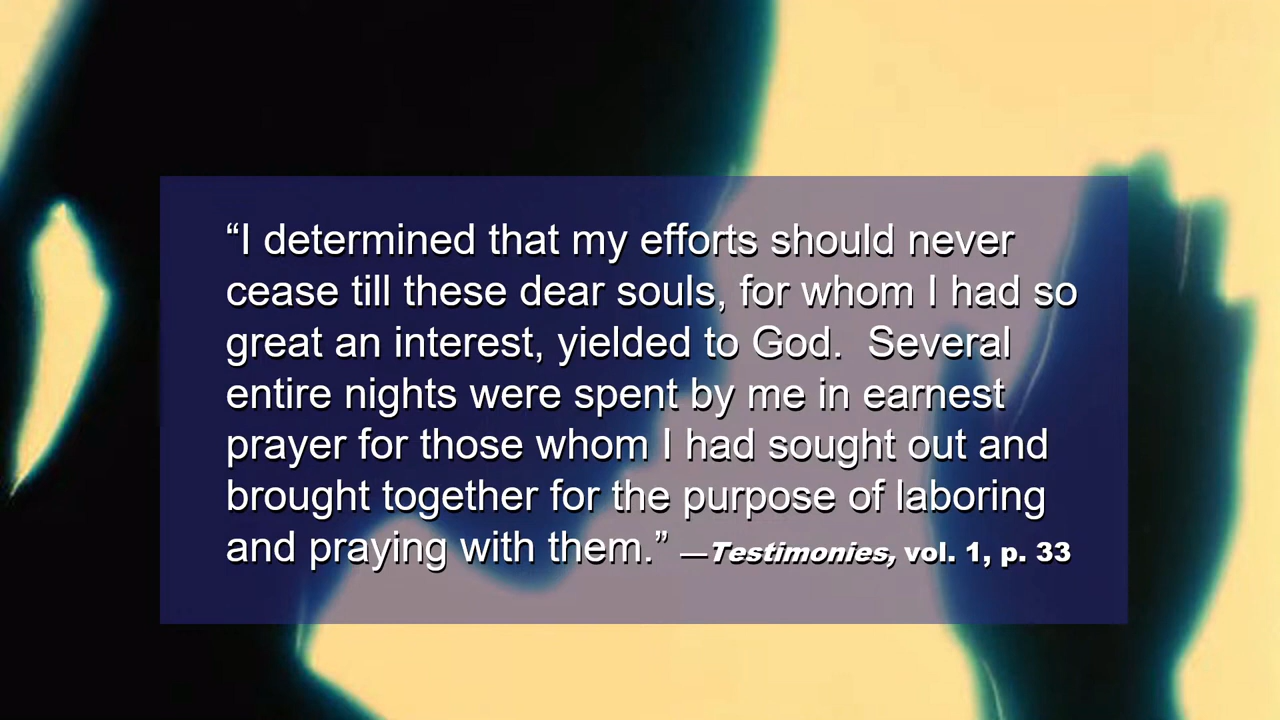 “I determined that my efforts should never
cease till these dear souls, for whom I had so
great an interest, yielded to God.  Several
entire nights were spent by me in earnest
prayer for those whom I had sought out and
brought together for the purpose of laboring
and praying with them.” —Testimonies, vol. 1, p. 33